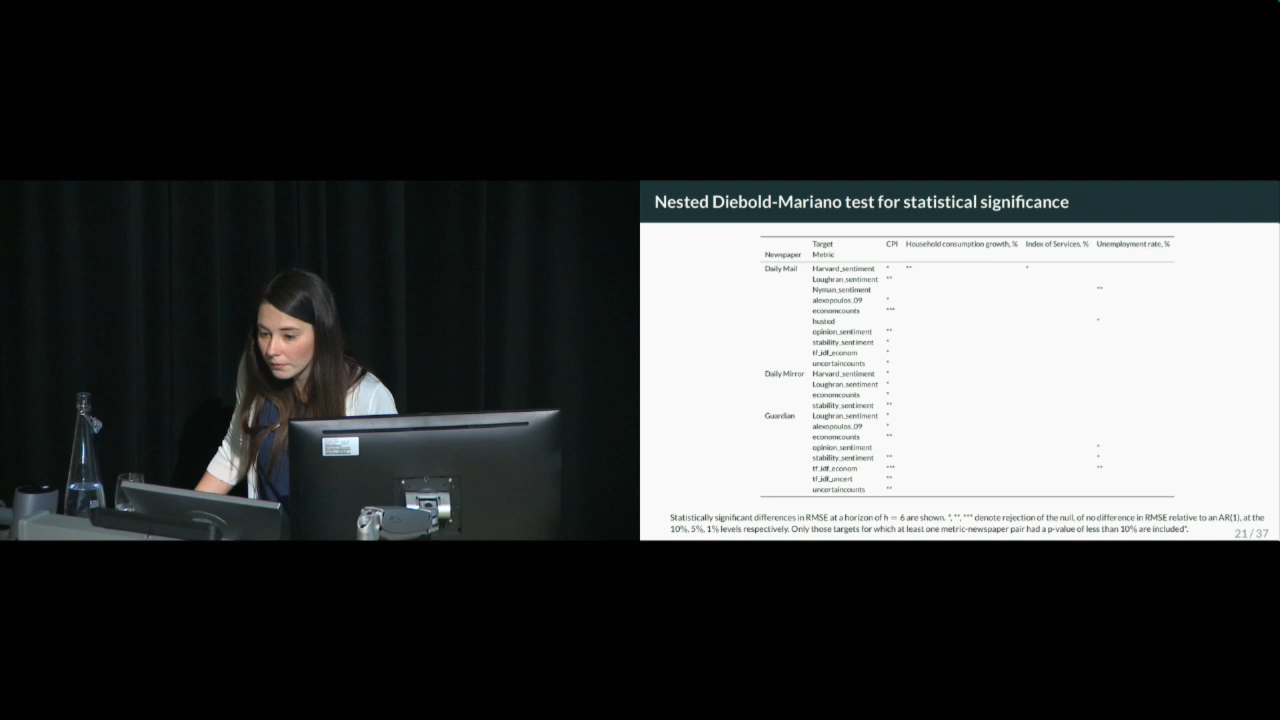 Nested Diebold-Mariano test for statistical significance
Target CPI Household consumption growth, % Index of Services, % Unemployment rate, %
Newspaper Metric
Daily Mail Harvard_sentiment * ** *
Loughran_sentiment **
Nyman_sentiment **
alexopoulos_09 *
economcounts ***
husted *
opinion_sentiment **
stability_sentiment *
tf_idf_econom *
uncertaincounts *
Daily Mirror Harvard_sentiment *
Loughran_sentiment *
economcounts *
stability_sentiment **
Guardian Loughran_sentiment *
alexopoulos_09 *
economcounts **
opinion_sentiment *
stability_sentiment ** *
tf_idf_econom *** **
tf_idf_uncert **
uncertaincounts **
Statistically significant differences in RMSE at a horizon of h = 6 are shown. *, **, *** denote rejection of the null, of no difference in RMSE relative to an AR(1), at the
10%, 5%, 1% levels respectively. Only those targets for which at least one metric-newspaper pair had a p-value of less than 10% are included".
21 / 37